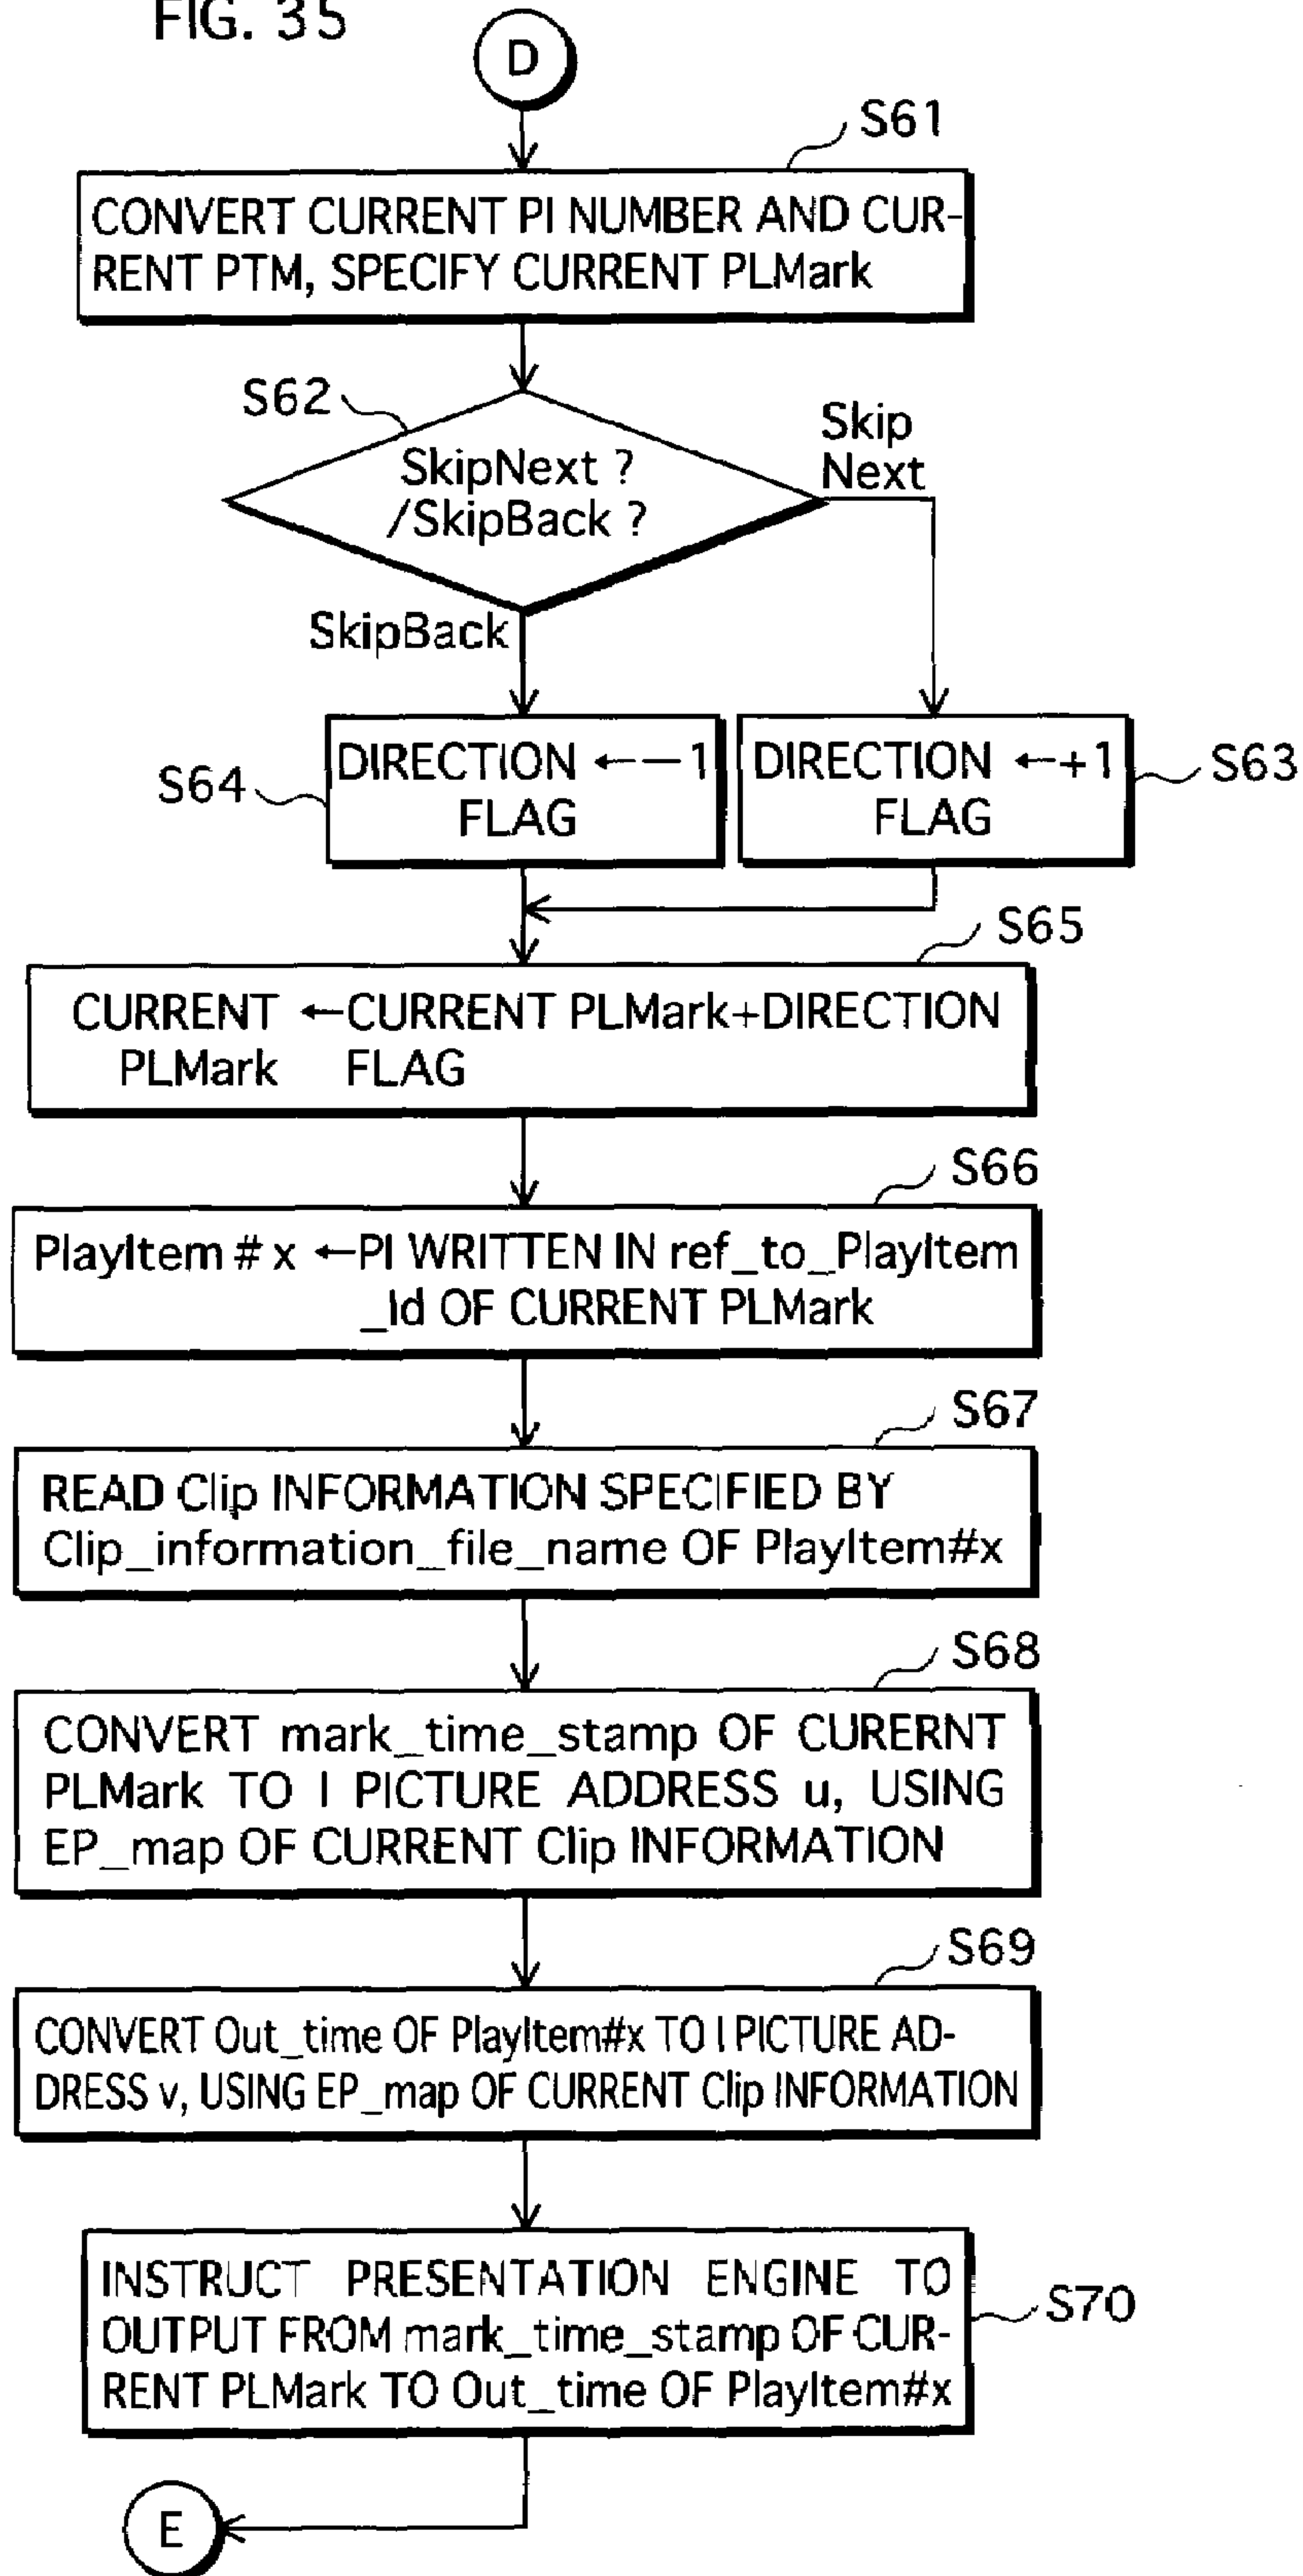 FIG. 35
D
S61
CONVERT CURRENT PI NUMBER AND CUR-
RENT PTM, SPECIFY CURRENT PLMark
S62
SkipNext ?
/SkipBack ?
Skip
Next
SkipBack
S64
DIRECTION ←−1
FLAG
DIRECTION ←+1
FLAG
S63
S65
CURRENT ←CURRENT PLMark+DIRECTION
PLMark FLAG
S66
PlayItem # x ←PI WRITTEN IN ref_to_PlayItem
_Id OF CURRENT PLMark
S67
READ Clip INFORMATION SPECIFIED BY
Clip_information_file_name OF PlayItem#x
S68
CONVERT mark_time_stamp OF CURERNT
PLMark TO I PICTURE ADDRESS u, USING
EP_map OF CURRENT Clip INFORMATION
S69
CONVERT Out_time OF PlayItem#x TO I PICTURE AD-
DRESS v, USING EP_map OF CURRENT Clip INFORMATION
INSTRUCT PRESENTATION ENGINE TO
OUTPUT FROM mark_time_stamp OF CUR-
RENT PLMark TO Out_time OF PlayItem#x
S70
E